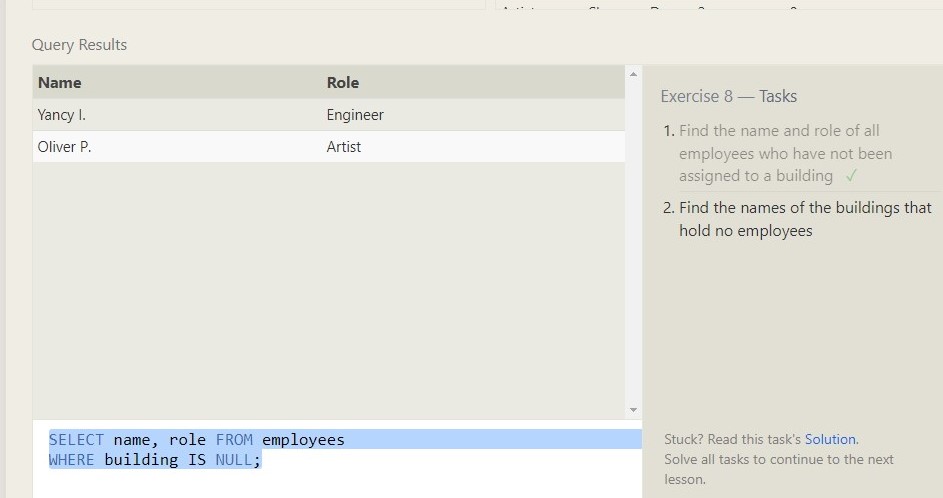 Query Results
Name Role
Yancy I. Engineer
Oliver P. Artist
Exercise 8 — Tasks
1. Find the name and role of all
employees who have not been
assigned to a building ✓
2. Find the names of the buildings that
hold no employees
SELECT name, role FROM employees
WHERE building IS NULL;
Stuck? Read this task's Solution.
Solve all tasks to continue to the next
lesson.